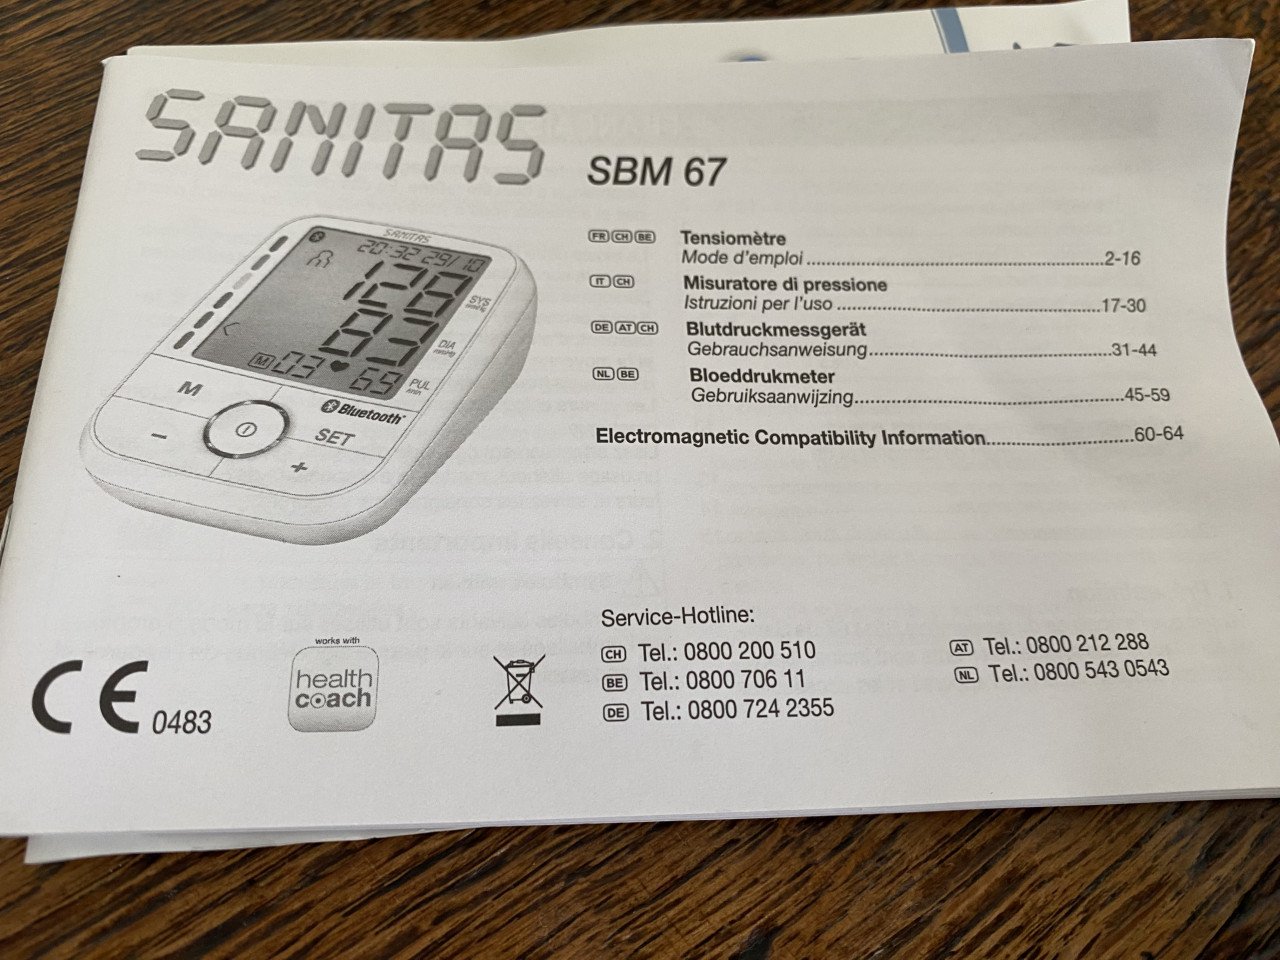 SANITAS
SBM 67
SANITAS
20:32 29/10
128
SYS
mmHg
83
DIA
mmHg
M 03 69
PUL
/min
Bluetooth
M
SET
-
+
FR CH BE Tensiomètre
Mode d'emploi ........ 2-16
IT CH Misuratore di pressione
Istruzioni per l'uso ........ 17-30
DE AT CH Blutdruckmessgerät
Gebrauchsanweisung........ 31-44
NL BE Bloeddrukmeter
Gebruiksaanwijzing........ 45-59
Electromagnetic Compatibility Information........ 60-64
Service-Hotline:
CH Tel.: 0800 200 510
BE Tel.: 0800 706 11
DE Tel.: 0800 724 2355
AT Tel.: 0800 212 288
NL Tel.: 0800 543 0543
CE 0483
works with
health
coach